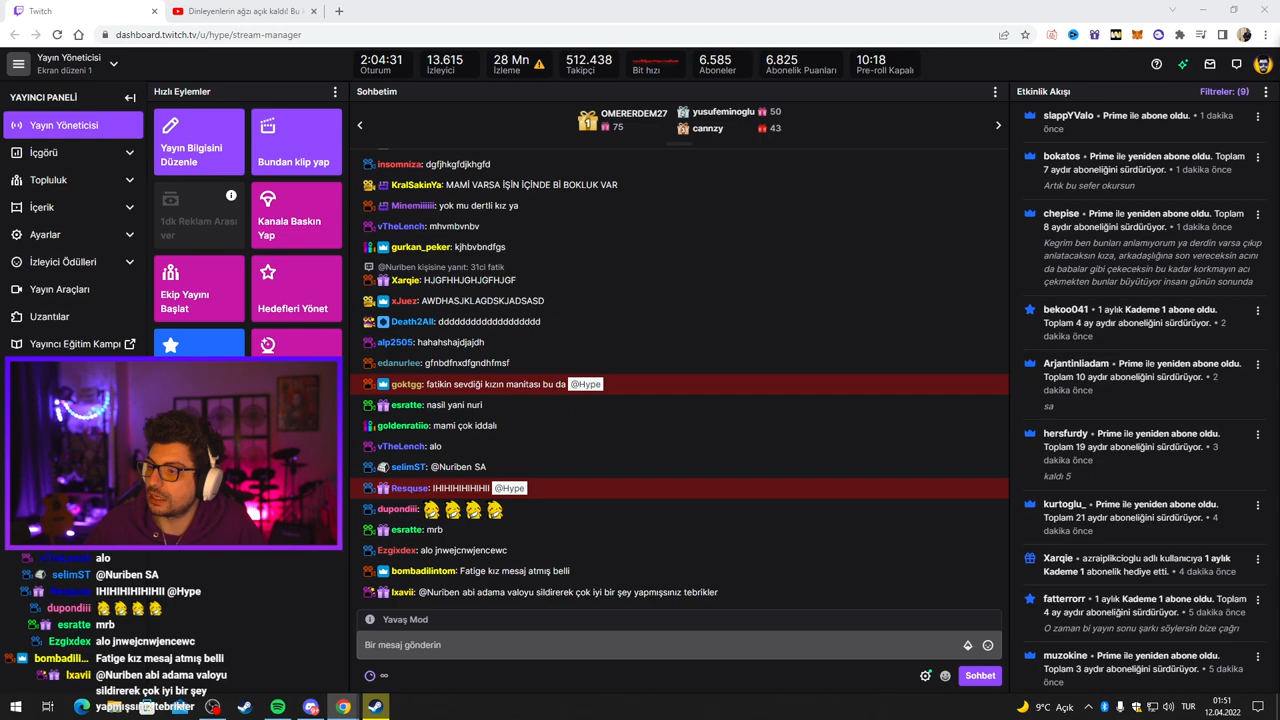 Twitch
Dinleyenlerin ağzı açık kaldı! Bu
dashboard.twitch.tv/u/hype/stream-manager
Yayın Yöneticisi
Ekran düzeni 1
2:04:31
Oturum
13.615
İzleyici
28 Mn
İzleme
512.438
Takipçi
Bit hızı
6.585
Aboneler
6.825
Abonelik Puanları
10:18
Pre-roll Kapalı
YAYINCI PANELİ
Yayın Yöneticisi
İçgörü
Topluluk
İçerik
Ayarlar
İzleyici Ödülleri
Yayın Araçları
Uzantılar
Yayıncı Eğitim Kampı
Hızlı Eylemler
Yayın Bilgisini
Düzenle
Bundan klip yap
1dk Reklam Arası
ver
Kanala Baskın
Yap
Ekip Yayını
Başlat
Hedefleri Yönet
Sohbetim
1 OMERERDEM27
75
yusufeminoglu 50
cannzy 43
insomniza: dgfjhkgfdjkhgfd
KralSakinYa: MAMİ VARSA İŞİN İÇİNDE Bİ BOKLUK VAR
Minemiiiiii: yok mu dertli kız ya
vTheLench: mhvmbvnbv
gurkan_peker: kjhbvbndfgs
@Nuriben kişisine yanıt: 31ci fatik
Xarqie: HJGFHHJGHJGFHJGF
xJuez: AWDHASJKLAGDSKJADSASD
Death2All: ddddddddddddddddddd
alp2505: hahahshajdjajdh
edanurlee: gfnbdfnxdfgndhfmsf
goktgg: fatikin sevdiği kızın manitası bu da @Hype
esratte: nasil yani nuri
goldenratiio: mami çok iddalı
vTheLench: alo
selimST: @Nuriben SA
Resquse: IHIHIHIHIHIHII @Hype
dupondiii:
esratte: mrb
Ezgixdex: alo jnwejcnwjencewc
bombadilintom: Fatige kız mesaj atmış belli
Ixavii: @Nuriben abi adama valoyu sildirerek çok iyi bir şey yapmışsınız tebrikler
Yavaş Mod
Bir mesaj gönderin
∞
Sohbet
Etkinlik Akışı
Filtreler: (9)
slappYValo • Prime ile abone oldu. • 1 dakika
önce
bokatos • Prime ile yeniden abone oldu. Toplam
7 aydır aboneliğini sürdürüyor. • 1 dakika önce
Artık bu sefer okursun
chepise • Prime ile yeniden abone oldu. Toplam
8 aydır aboneliğini sürdürüyor. • 1 dakika önce
Kegrim ben bunları anlamıyorum ya derdin varsa çıkıp
anlatacaksın kıza, arkadaşlığına son vereceksin acını
da babalar gibi çekeceksin bu kadar korkmayın acı
çekmekten bunlar büyütüyor insanı günün sonunda
bekoo041 • 1 aylık Kademe 1 abone oldu.
Toplam 4 ay aydır aboneliğini sürdürüyor. • 2
dakika önce
Arjantinliadam • Prime ile yeniden abone oldu.
Toplam 10 aydır aboneliğini sürdürüyor. • 2
dakika önce
sa
hersfurdy • Prime ile yeniden abone oldu.
Toplam 19 aydır aboneliğini sürdürüyor. • 3
dakika önce
kaldı 5
kurtoglu_ • Prime ile yeniden abone oldu.
Toplam 21 aydır aboneliğini sürdürüyor. • 4
dakika önce
Xarqie • azraiplikcioglu adlı kullanıcıya 1 aylık
Kademe 1 abonelik hediye etti. • 4 dakika önce
fatterrorr • 1 aylık Kademe 1 abone oldu. Toplam
4 ay aydır aboneliğini sürdürüyor. • 5 dakika önce
O zaman bi yayın sonu şarkı söylersin bize çağrı
muzokine • Prime ile yeniden abone oldu.
Toplam 3 aydır aboneliğini sürdürüyor. • 5 dakika
önce
vTheLench alo
selimST @Nuriben SA
Resquse IHIHIHIHIHIHII @Hype
dupondiii
esratte mrb
Ezgixdex alo jnwejcnwjencewc
bombadili... Fatige kız mesaj atmış belli
Ixavii @Nuriben abi adama valoyu
sildirerek çok iyi bir şey
yapmışsınız tebrikler
9°C Açık
TUR
01:51
12.04.2022